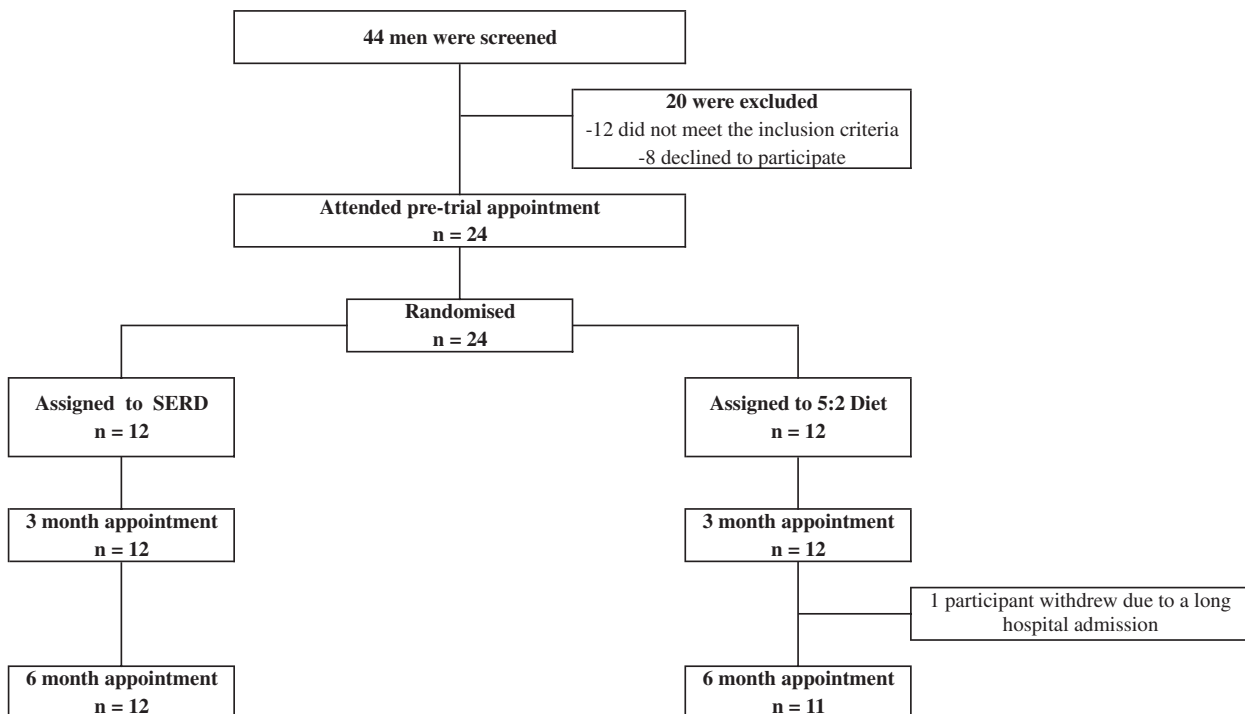 44 men were screened
20 were excluded
-12 did not meet the inclusion criteria
-8 declined to participate
Attended pre-trial appointment
n = 24
Randomised
n = 24
Assigned to SERD
n = 12
Assigned to 5:2 Diet
n = 12
3 month appointment
n = 12
3 month appointment
n = 12
1 participant withdrew due to a long
hospital admission
6 month appointment
n = 12
6 month appointment
n = 11